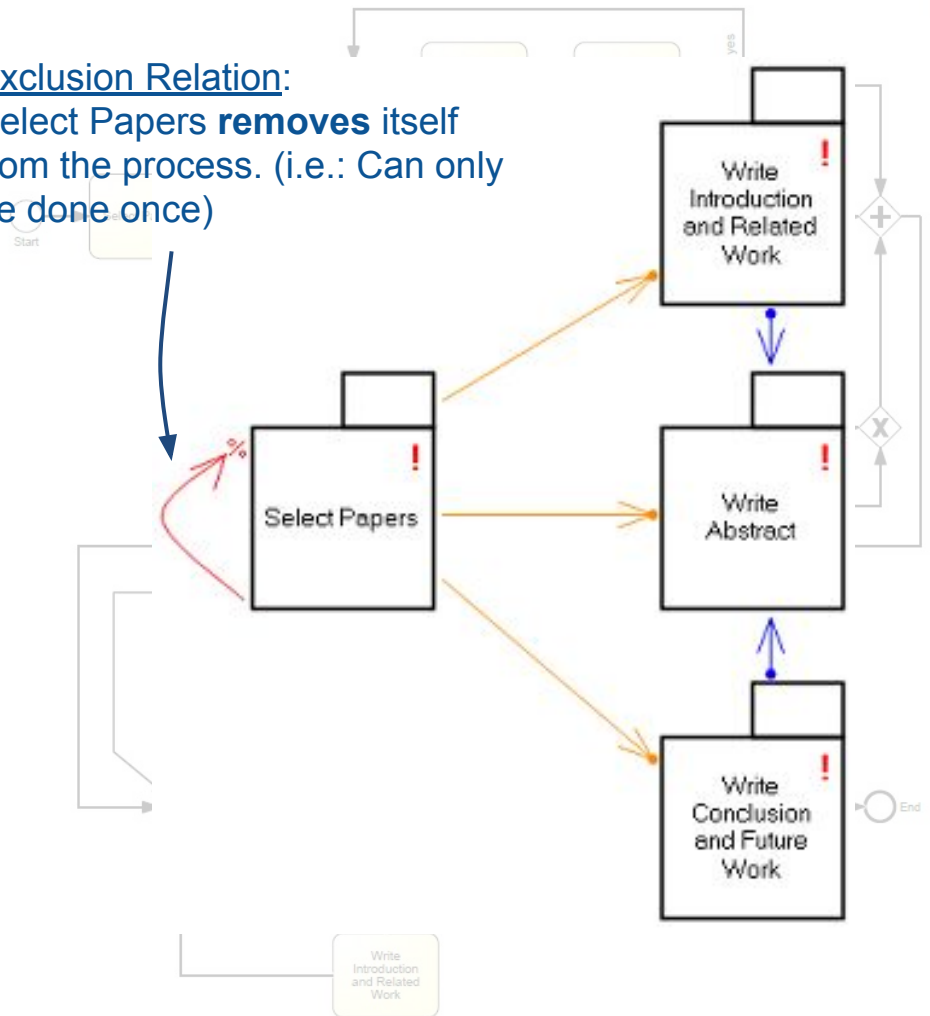 yes
xclusion Relation:
elect Papers removes itself
om the process. (i.e.: Can only
e done once)
Start
Write
Introduction
and Related
Work
!
Select Papers
!
Write
Abstract
!
Write
Conclusion
and Future
Work
!
%
+
X
End
Write
Introduction
and Related
Work